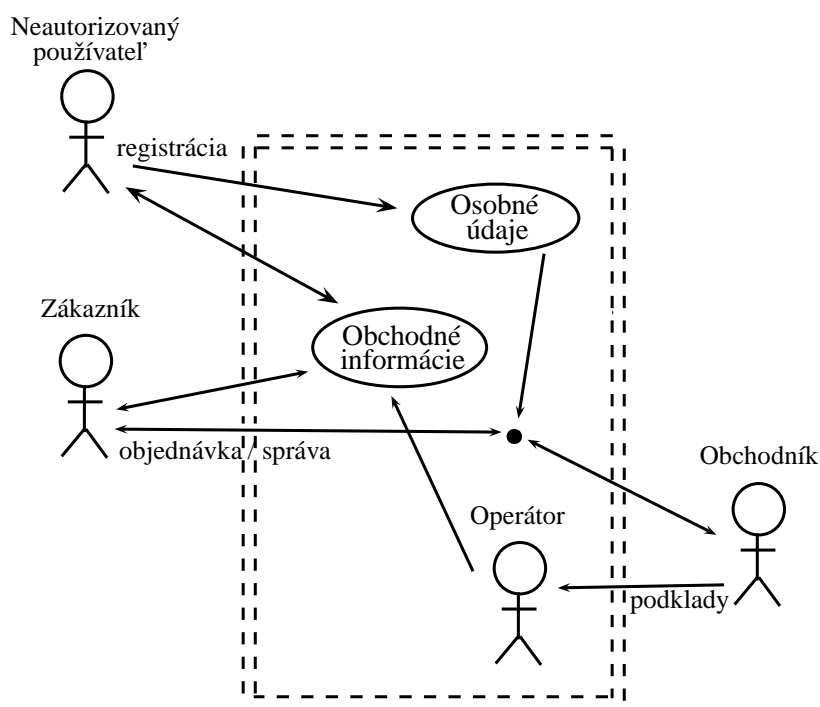 Neautorizovaný
používateľ
registrácia
Osobné
údaje
Zákazník
Obchodné
informácie
objednávka / správa
Obchodník
Operátor
podklady